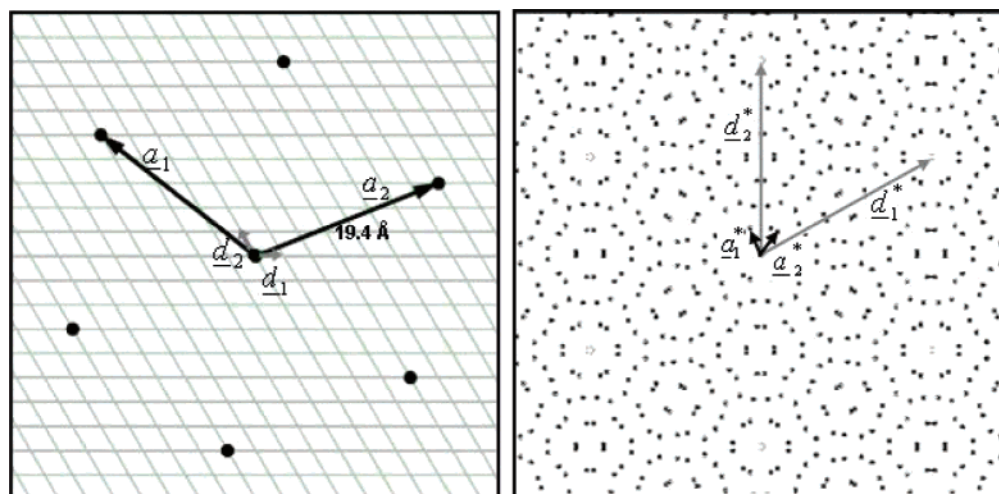 a₁
a₂
19.4 Å
d₂
d₁
d₂*
d₁*
a₁*
a₂*